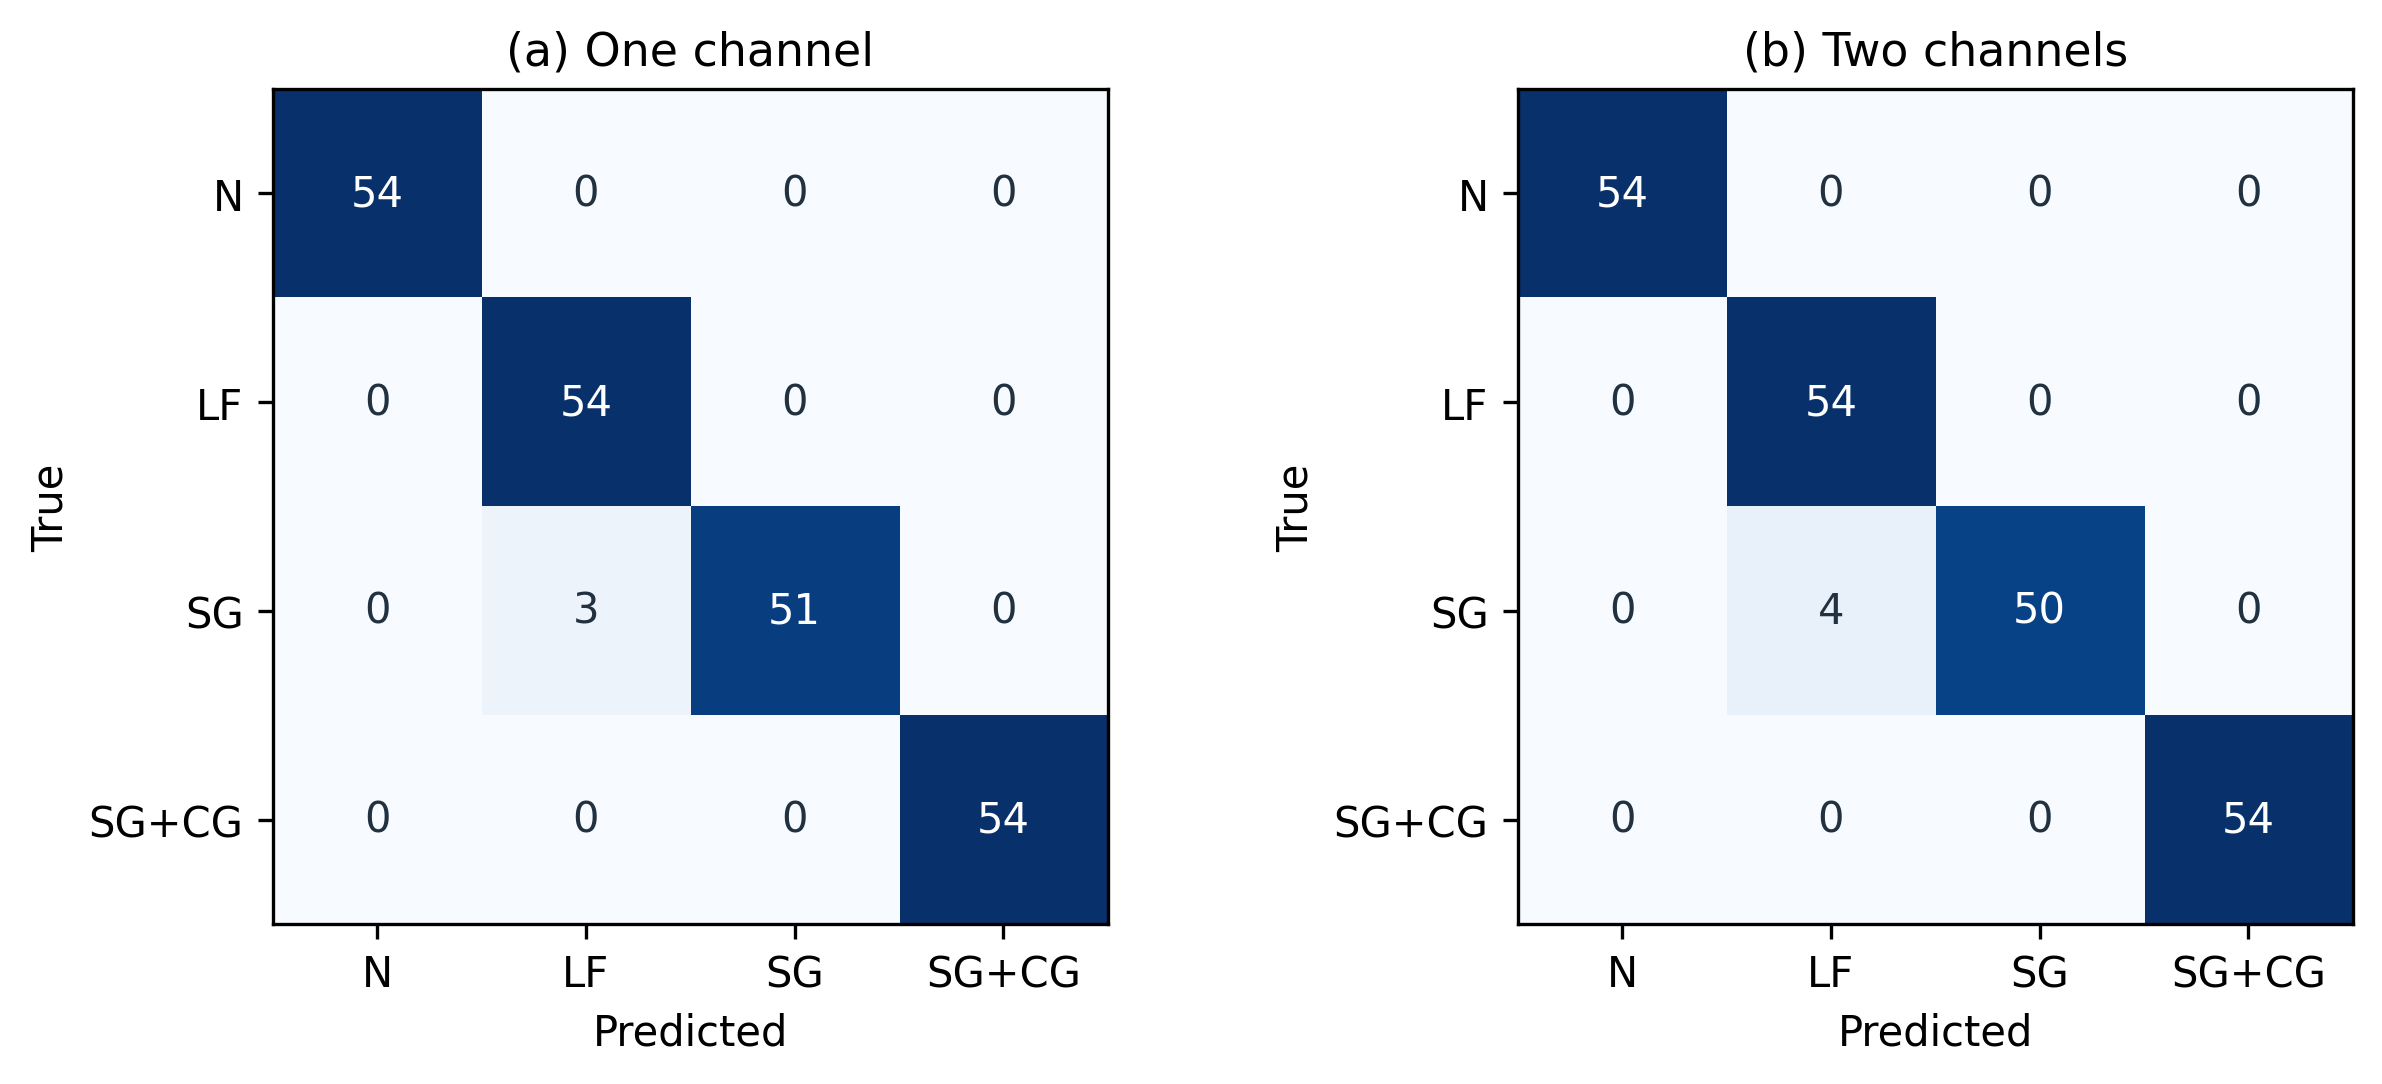 (a) One channel
True
N 54 0 0 0
LF 0 54 0 0
SG 0 3 51 0
SG+CG 0 0 0 54
N LF SG SG+CG
Predicted
(b) Two channels
True
N 54 0 0 0
LF 0 54 0 0
SG 0 4 50 0
SG+CG 0 0 0 54
N LF SG SG+CG
Predicted